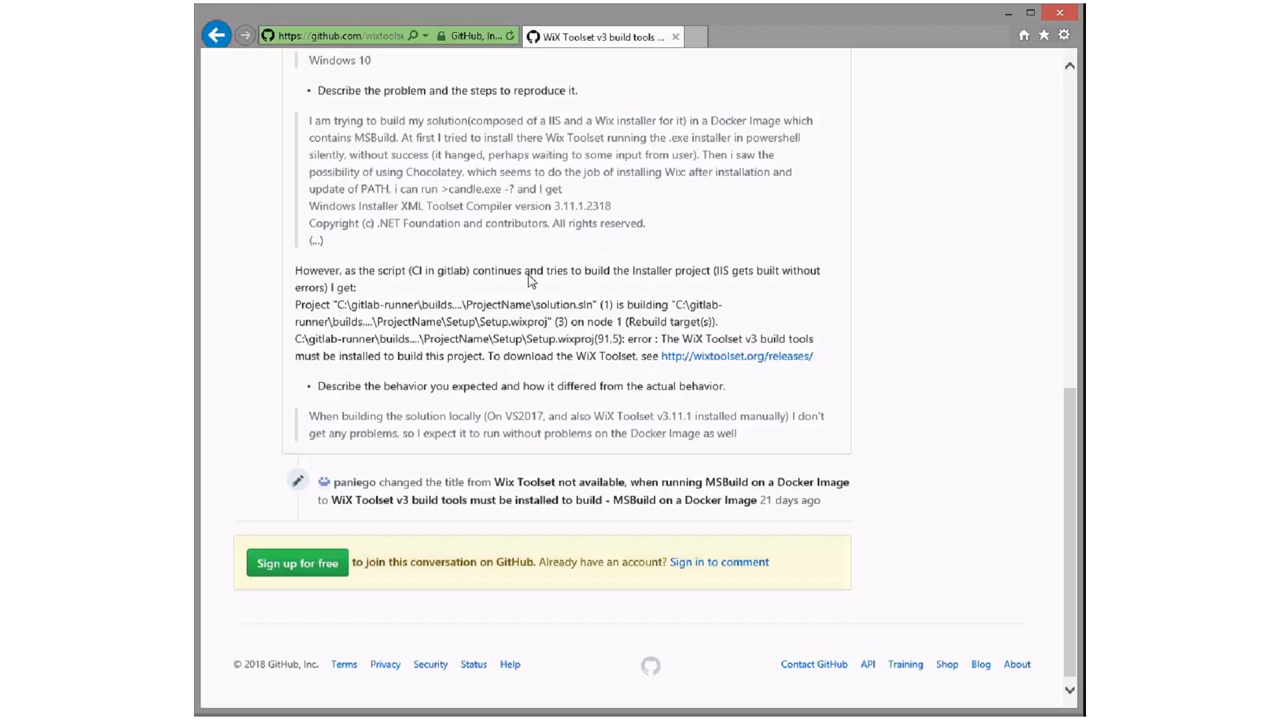 https://github.com/wixtoolse
GitHub, In...
WiX Toolset v3 build tools ...
Windows 10
• Describe the problem and the steps to reproduce it.
I am trying to build my solution(composed of a IIS and a Wix installer for it) in a Docker Image which
contains MSBuild. At first I tried to install there Wix Toolset running the .exe installer in powershell
silently, without success (it hanged, perhaps waiting to some input from user). Then i saw the
possibility of using Chocolatey, which seems to do the job of installing Wix: after installation and
update of PATH, i can run >candle.exe -? and I get
Windows Installer XML Toolset Compiler version 3.11.1.2318
Copyright (c) .NET Foundation and contributors. All rights reserved.
(...)
However, as the script (CI in gitlab) continues and tries to build the Installer project (IIS gets built without
errors) I get:
Project "C:\gitlab-runner\builds....\ProjectName\solution.sln" (1) is building "C:\gitlab-
runner\builds....\ProjectName\Setup\Setup.wixproj" (3) on node 1 (Rebuild target(s)).
C:\gitlab-runner\builds....\ProjectName\Setup\Setup.wixproj(91,5): error : The WiX Toolset v3 build tools
must be installed to build this project. To download the WiX Toolset, see http://wixtoolset.org/releases/
• Describe the behavior you expected and how it differed from the actual behavior.
When building the solution locally (On VS2017, and also WiX Toolset v3.11.1 installed manually) I don't
get any problems, so I expect it to run without problems on the Docker Image as well
paniego changed the title from Wix Toolset not available, when running MSBuild on a Docker Image
to WiX Toolset v3 build tools must be installed to build - MSBuild on a Docker Image 21 days ago
Sign up for free to join this conversation on GitHub. Already have an account? Sign in to comment
© 2018 GitHub, Inc. Terms Privacy Security Status Help Contact GitHub API Training Shop Blog About